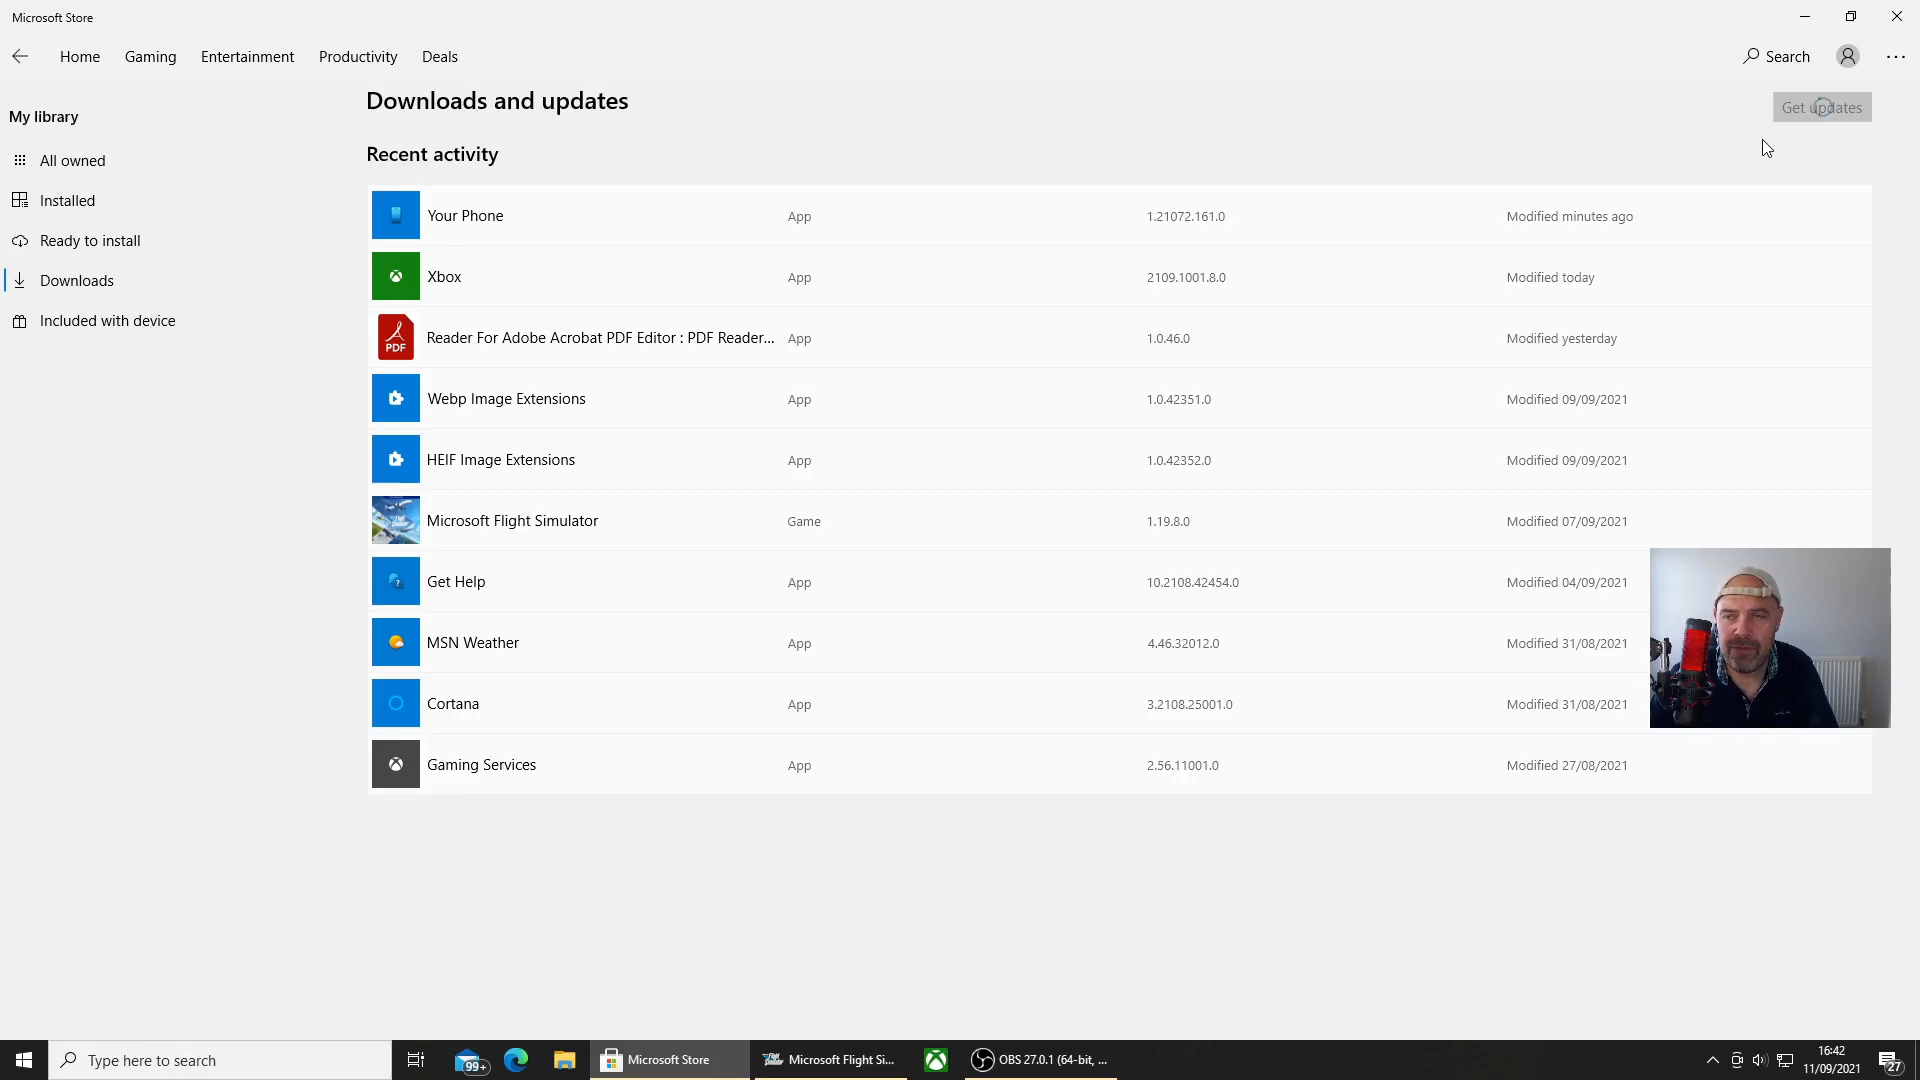 Microsoft Store
Home Gaming Entertainment Productivity Deals Search
My library
All owned
Installed
Ready to install
Downloads
Included with device
Downloads and updates
Get updates
Recent activity
Your Phone App 1.21072.161.0 Modified minutes ago
Xbox App 2109.1001.8.0 Modified today
PDF
Reader For Adobe Acrobat PDF Editor : PDF Reader... App 1.0.46.0 Modified yesterday
Webp Image Extensions App 1.0.42351.0 Modified 09/09/2021
HEIF Image Extensions App 1.0.42352.0 Modified 09/09/2021
Microsoft Flight Simulator Game 1.19.8.0 Modified 07/09/2021
Get Help App 10.2108.42454.0 Modified 04/09/2021
MSN Weather App 4.46.32012.0 Modified 31/08/2021
Cortana App 3.2108.25001.0 Modified 31/08/2021
Gaming Services App 2.56.11001.0 Modified 27/08/2021
Type here to search 99+ Microsoft Store Microsoft Flight Si... OBS 27.0.1 (64-bit, ... 16:42
11/09/2021 27